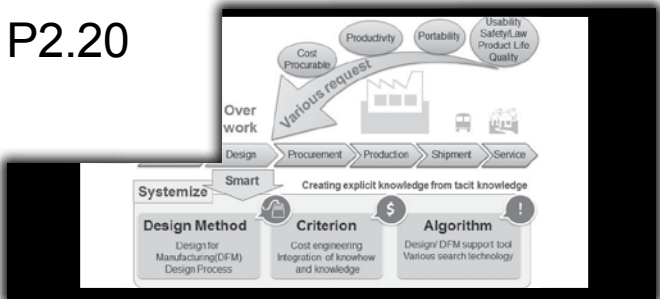 P2.20
Usability
Safety/Law
Product Life
Quality
Portability
Productivity
Cost
Procurable
Various request
Over
work
Design
Procurement
Production
Shipment
Service
Smart
Systemize
Creating explicit knowledge from tacit knowledge
$
!
Design Method
Design for
Manufacturing(DFM)
Design Process
Criterion
Cost engineering
Integration of knowhow
and knowledge
Algorithm
Design/ DFM support tool
Various search technology